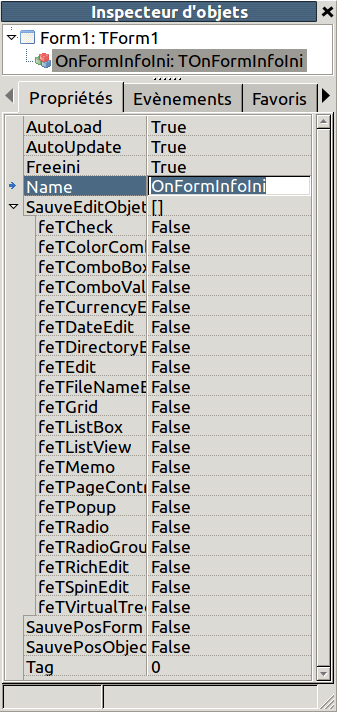 Inspecteur d'objets
Form1: TForm1
OnFormInfoIni: TOnFormInfoIni
Propriétés Evènements Favoris
AutoLoad True
AutoUpdate True
Freeini True
Name OnFormInfoIni
SauveEditObjet []
feTCheck False
feTColorComb False
feTComboBox False
feTComboVal False
feTCurrencyE False
feTDateEdit False
feTDirectoryE False
feTEdit False
feTFileNameE False
feTGrid False
feTListBox False
feTListView False
feTMemo False
feTPageContr False
feTPopup False
feTRadio False
feTRadioGrou False
feTRichEdit False
feTSpinEdit False
feTVirtualTree False
SauvePosForm False
SauvePosObjec False
Tag 0